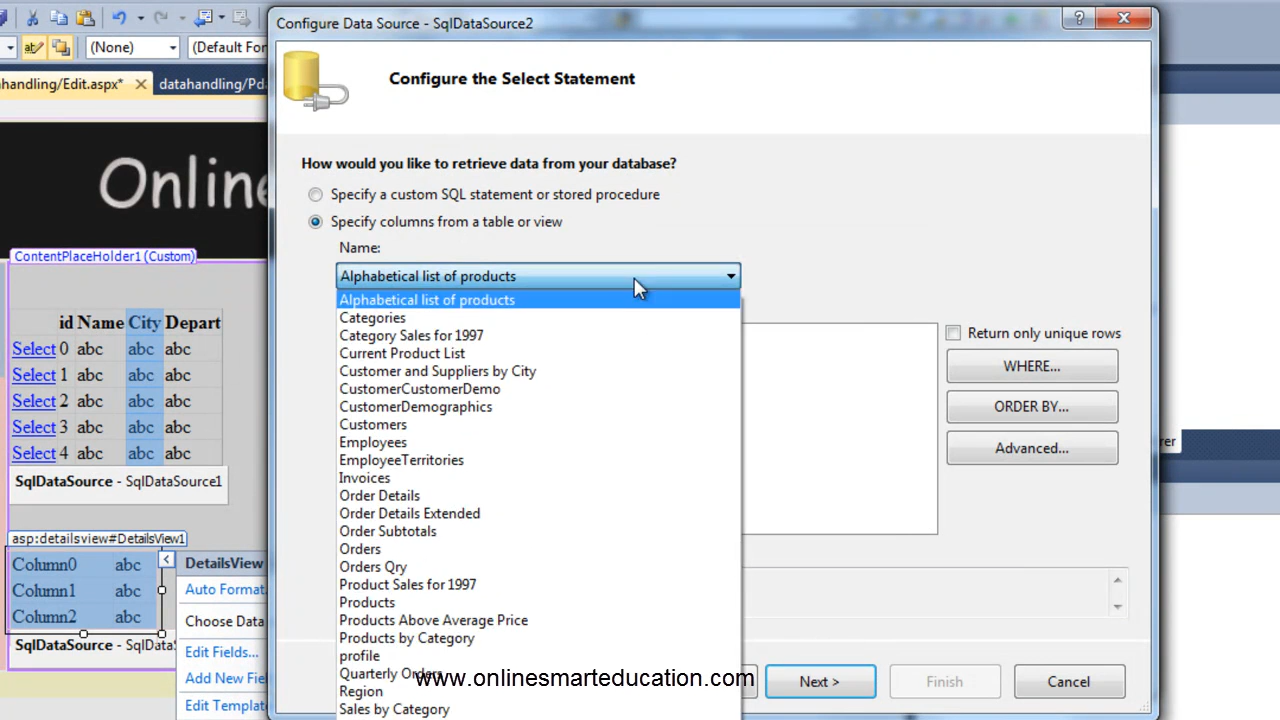 Configure Data Source - SqlDataSource2
(None)
(Default Fon
handling/Edit.aspx*
datahandling/Pd
Configure the Select Statement
Online
How would you like to retrieve data from your database?
Specify a custom SQL statement or stored procedure
Specify columns from a table or view
Name:
ContentPlaceHolder1 (Custom)
Alphabetical list of products
Alphabetical list of products
Categories
Category Sales for 1997
Current Product List
Customer and Suppliers by City
CustomerCustomerDemo
CustomerDemographics
Customers
Employees
EmployeeTerritories
Invoices
Order Details
Order Details Extended
Order Subtotals
Orders
Orders Qry
Product Sales for 1997
Products
Products Above Average Price
Products by Category
profile
Quarterly Orders
Region
Sales by Category
Return only unique rows
WHERE...
ORDER BY...
Advanced...
id Name City Depart
Select 0 abc abc abc
Select 1 abc abc abc
Select 2 abc abc abc
Select 3 abc abc abc
Select 4 abc abc abc
SqlDataSource - SqlDataSource1
asp:detailsview#DetailsView1
Column0 abc
Column1 abc
Column2 abc
SqlDataSource - SqlDataS
DetailsView
Auto Format.
Choose Data
Edit Fields...
Add New Fie
Edit Templat
rer
www.onlinesmarteducation.com
Next >
Finish
Cancel